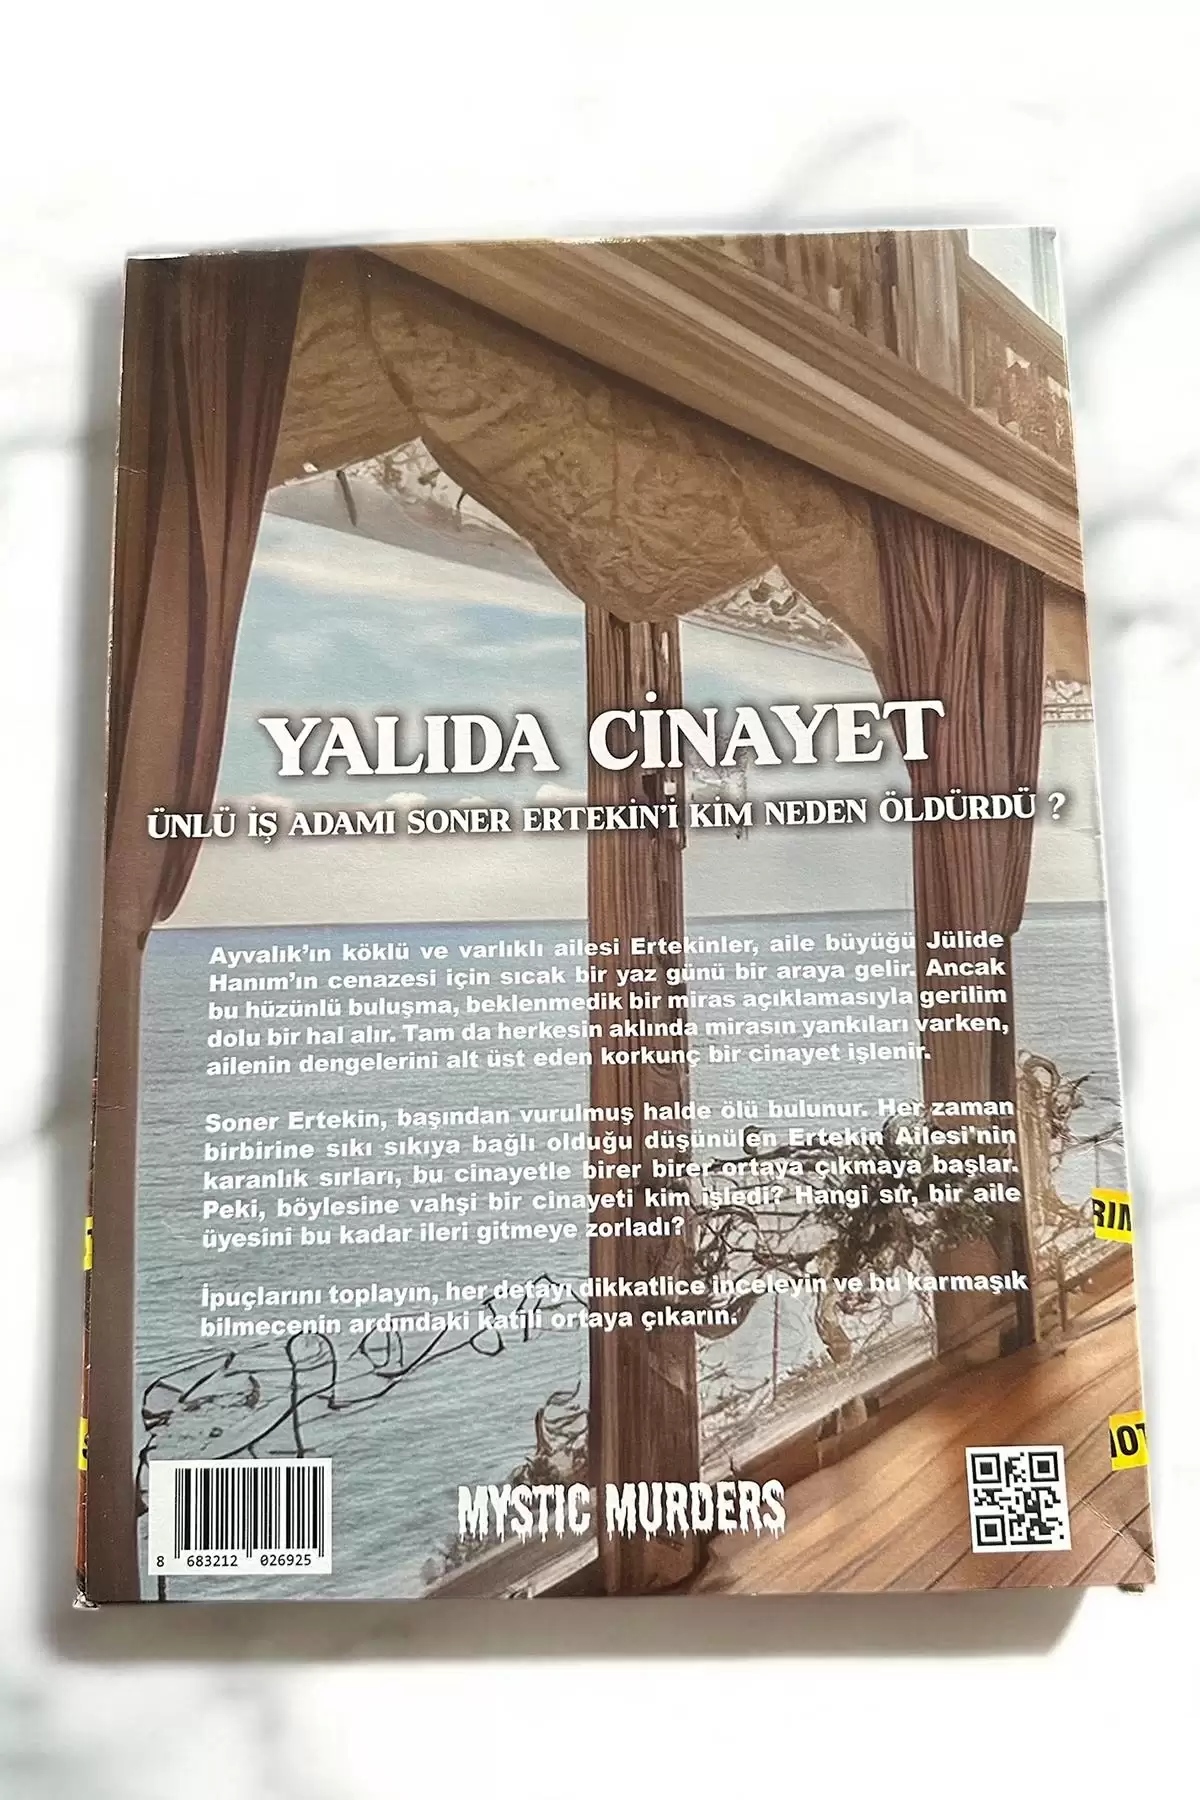 YALIDA CİNAYET
ÜNLÜ İŞ ADAMI SONER ERTEKİN'İ KİM NEDEN ÖLDÜRDÜ ?
Ayvalık'ın köklü ve varlıklı ailesi Ertekinler, aile büyüğü Jülide
Hanım'ın cenazesi için sıcak bir yaz günü bir araya gelir. Ancak
bu hüzünlü buluşma, beklenmedik bir miras açıklamasıyla gerilim
dolu bir hal alır. Tam da herkesin aklında mirasın yankıları varken,
ailenin dengelerini alt üst eden korkunç bir cinayet işlenir.
Soner Ertekin, başından vurulmuş halde ölü bulunur. Her zaman
birbirine sıkı sıkıya bağlı olduğu düşünülen Ertekin Ailesi'nin
karanlık sırları, bu cinayetle birer birer ortaya çıkmaya başlar.
Peki, böylesine vahşi bir cinayeti kim işledi? Hangi sır, bir aile
üyesini bu kadar ileri gitmeye zorladı?
İpuçlarını toplayın, her detayı dikkatlice inceleyin ve bu karmaşık
bilmecenin ardındaki katili ortaya çıkarın.
RIM
NOT
MYSTIC MURDERS
8 683212 026925